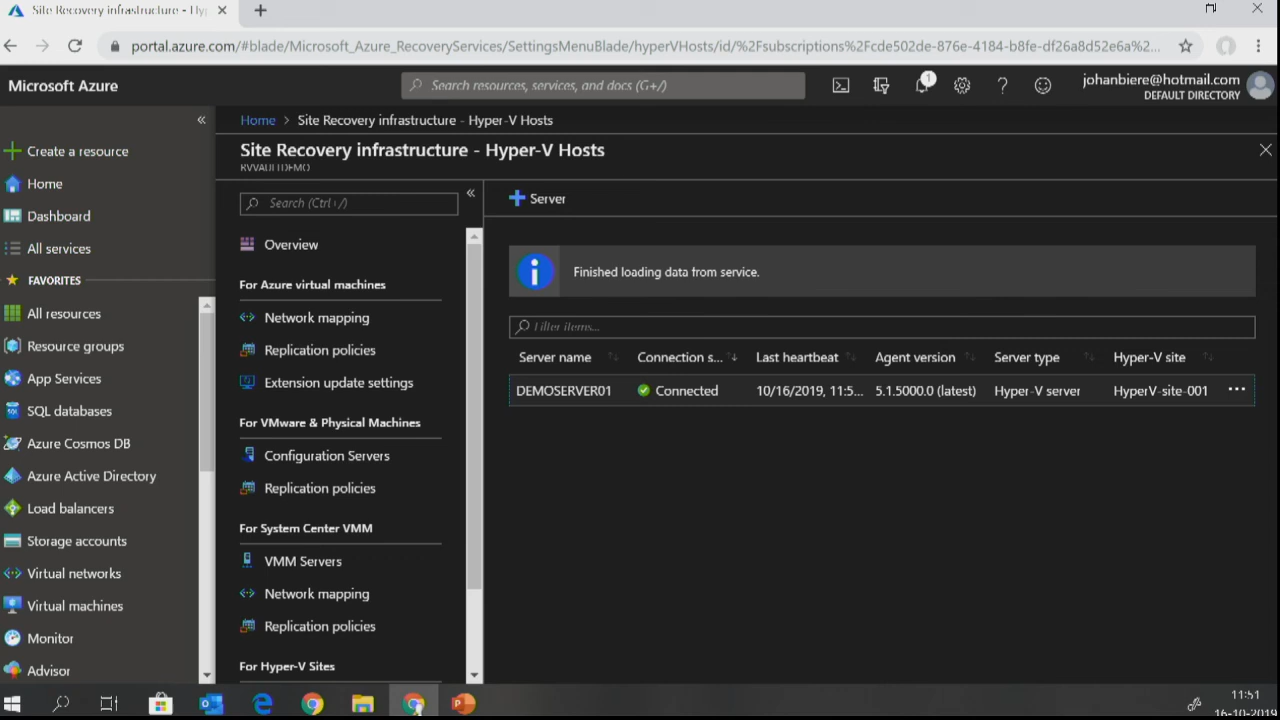 Site Recovery infrastructure - Hy
portal.azure.com/#blade/Microsoft_Azure_RecoveryServices/SettingsMenuBlade/hyperVHosts/id/%2Fsubscriptions%2Fcde502de-876e-4184-b8fe-df26a8d52e6a%2...
Microsoft Azure
Search resources, services, and docs (G+/)
1
johanbiere@hotmail.com
DEFAULT DIRECTORY
Home > Site Recovery infrastructure - Hyper-V Hosts
Site Recovery infrastructure - Hyper-V Hosts
RVVAULTDEMO
Create a resource
Home
Dashboard
All services
FAVORITES
All resources
Resource groups
App Services
SQL databases
Azure Cosmos DB
Azure Active Directory
Load balancers
Storage accounts
Virtual networks
Virtual machines
Monitor
Advisor
Search (Ctrl+/)
Overview
For Azure virtual machines
Network mapping
Replication policies
Extension update settings
For VMware & Physical Machines
Configuration Servers
Replication policies
For System Center VMM
VMM Servers
Network mapping
Replication policies
For Hyper-V Sites
Server
Finished loading data from service.
Filter items...
Server name Connection s... Last heartbeat Agent version Server type Hyper-V site
DEMOSERVER01 Connected 10/16/2019, 11:5... 5.1.5000.0 (latest) Hyper-V server HyperV-site-001 ...
11:51
16-10-2019